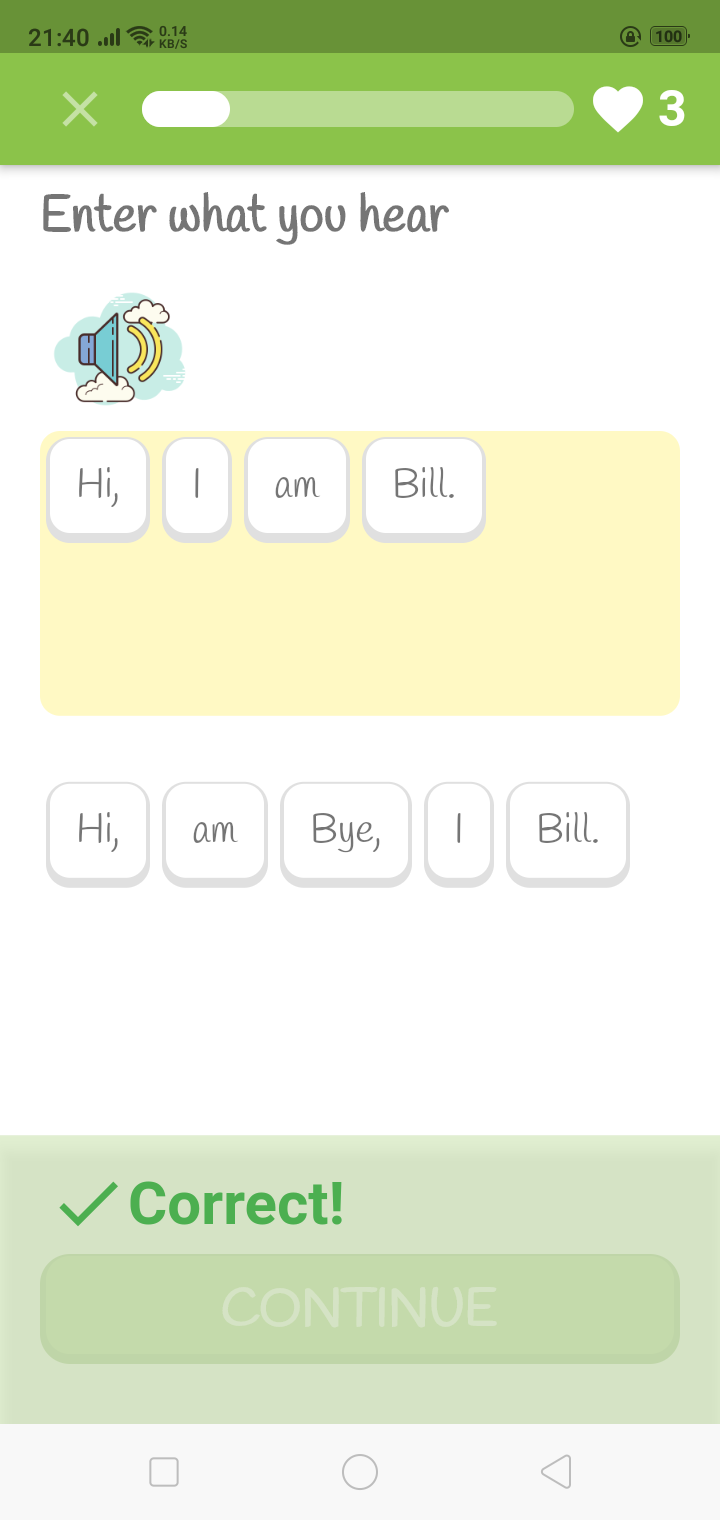 21:40 0.14 KB/S 100
3
Enter what you hear
Hi, I am Bill.
Hi, am Bye, I Bill.
Correct!
CONTINUE